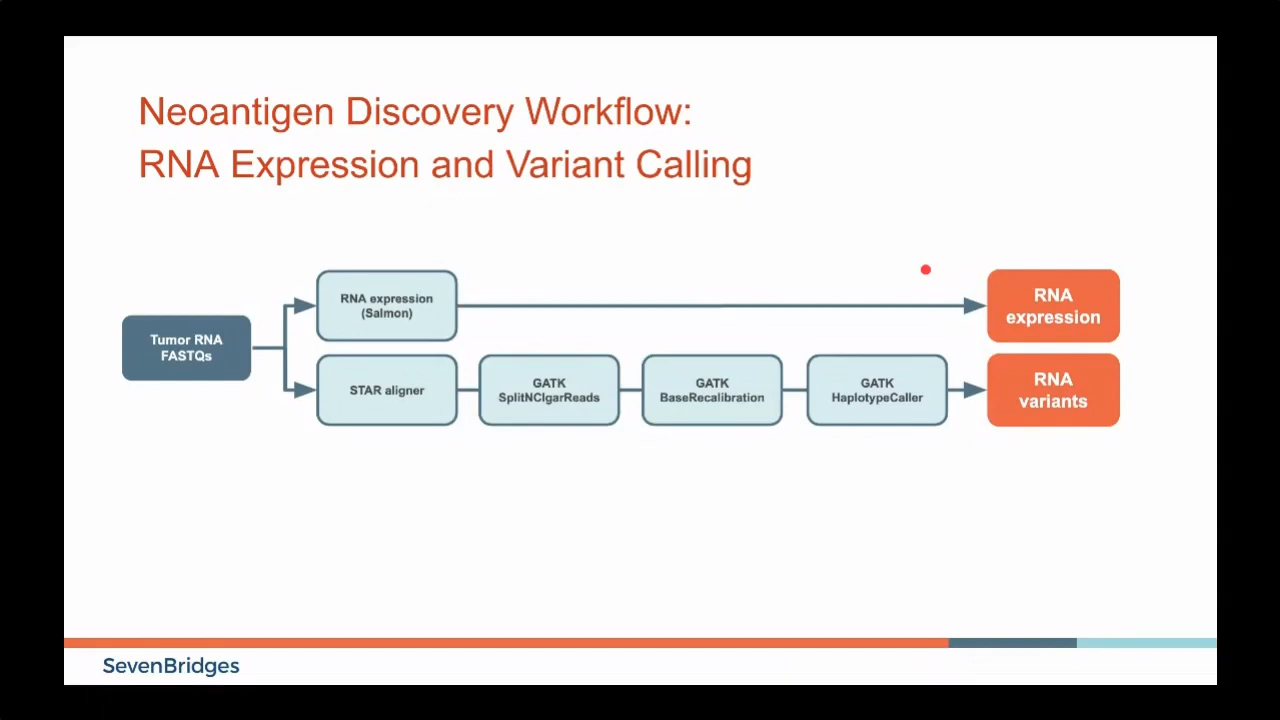 Neoantigen Discovery Workflow:
RNA Expression and Variant Calling
Tumor RNA
FASTQs
RNA expression
(Salmon)
RNA
expression
STAR aligner
GATK
SplitNCIgarReads
GATK
BaseRecalibration
GATK
HaplotypeCaller
RNA
variants
SevenBridges